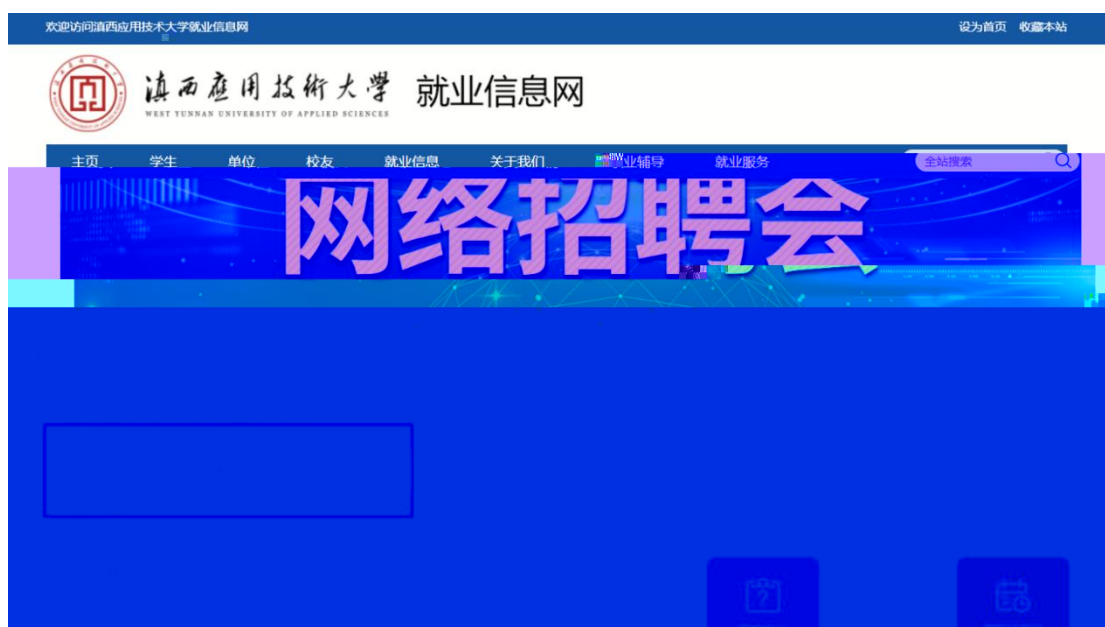 欢迎访问滇西应用技术大学就业信息网
设为首页 收藏本站
滇西应用技術大學 就业信息网
WEST YUNNAN UNIVERSITY OF APPLIED SCIENCES
主页 学生 单位 校友 就业信息 关于我们 业辅导 就业服务 全站搜索
网络招聘会